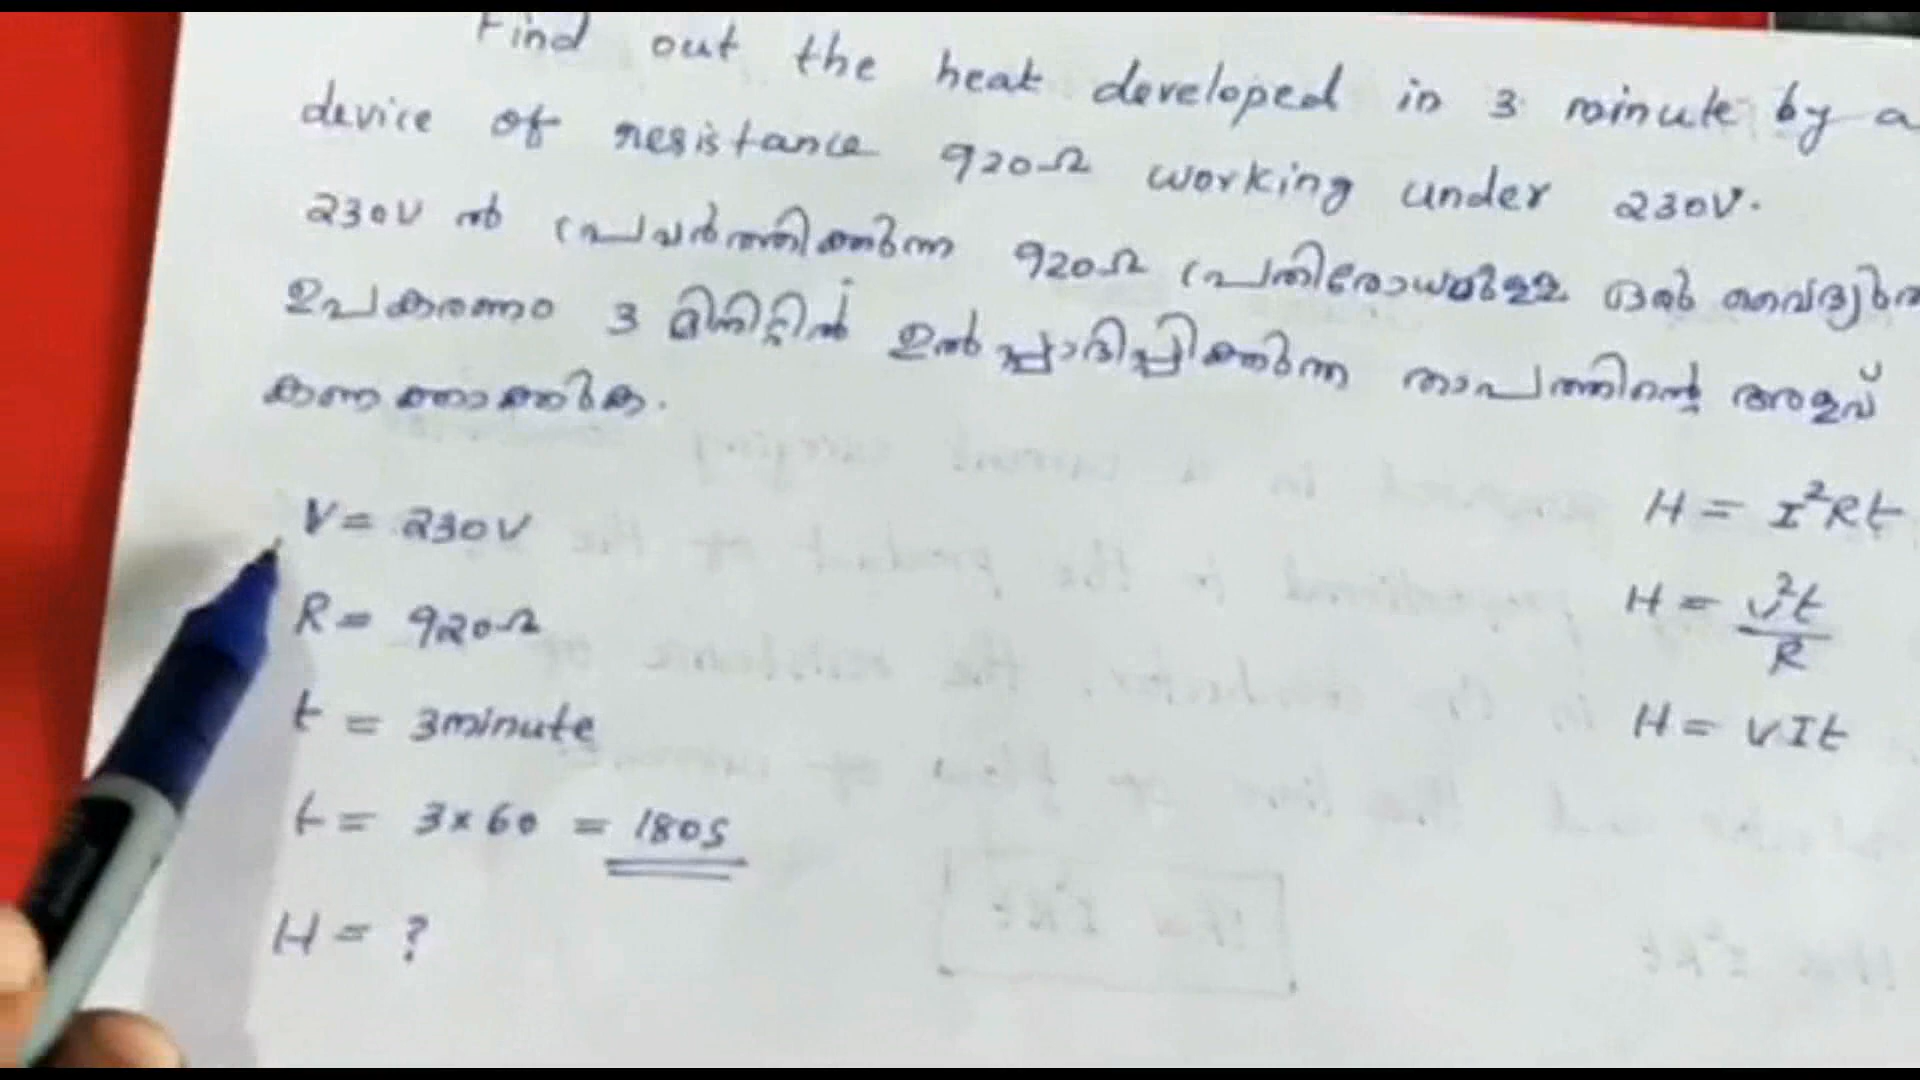 Find out the heat developed in 3 minute by a
device of resistance 920Ω working under 230V.
230V ൽ പ്രവർത്തിക്കുന്ന 920Ω പ്രതിരോധമുള്ള ഒരു
ഉപകരണം 3 മിനിറ്റിൽ ഉൽപ്പാദിപ്പിക്കുന്ന താപത്തിന്റെ അളവ്
കണക്കാക്കുക.
H = I²Rt
V = 230V
H = V²t/R
R = 920Ω
H = VIt
t = 3minute
t = 3×60 = 180S
H = ?